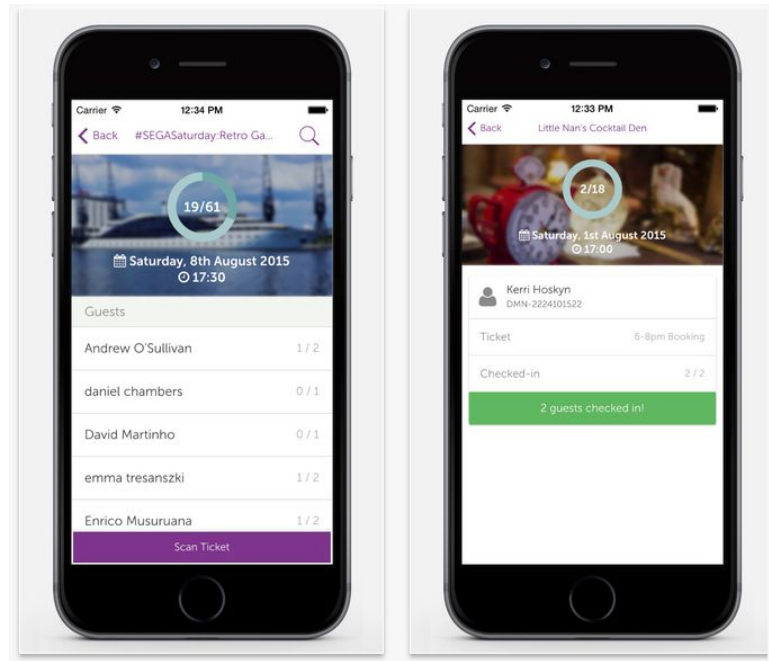 Carrier 12:34 PM
Back #SEGASaturday:Retro Ga...
19/61
Saturday, 8th August 2015
17:30
Guests
Andrew O'Sullivan 1 / 2
daniel chambers 0 / 1
David Martinho 0 / 1
emma tresanszki 1 / 2
Enrico Musuruana 1 / 2
Scan Ticket
Carrier 12:33 PM
Back Little Nan's Cocktail Den
2/18
Saturday, 1st August 2015
17:00
Kerri Hoskyn
DMN-2224101522
Ticket 6-8pm Booking
Checked-in 2 / 2
2 guests checked in!